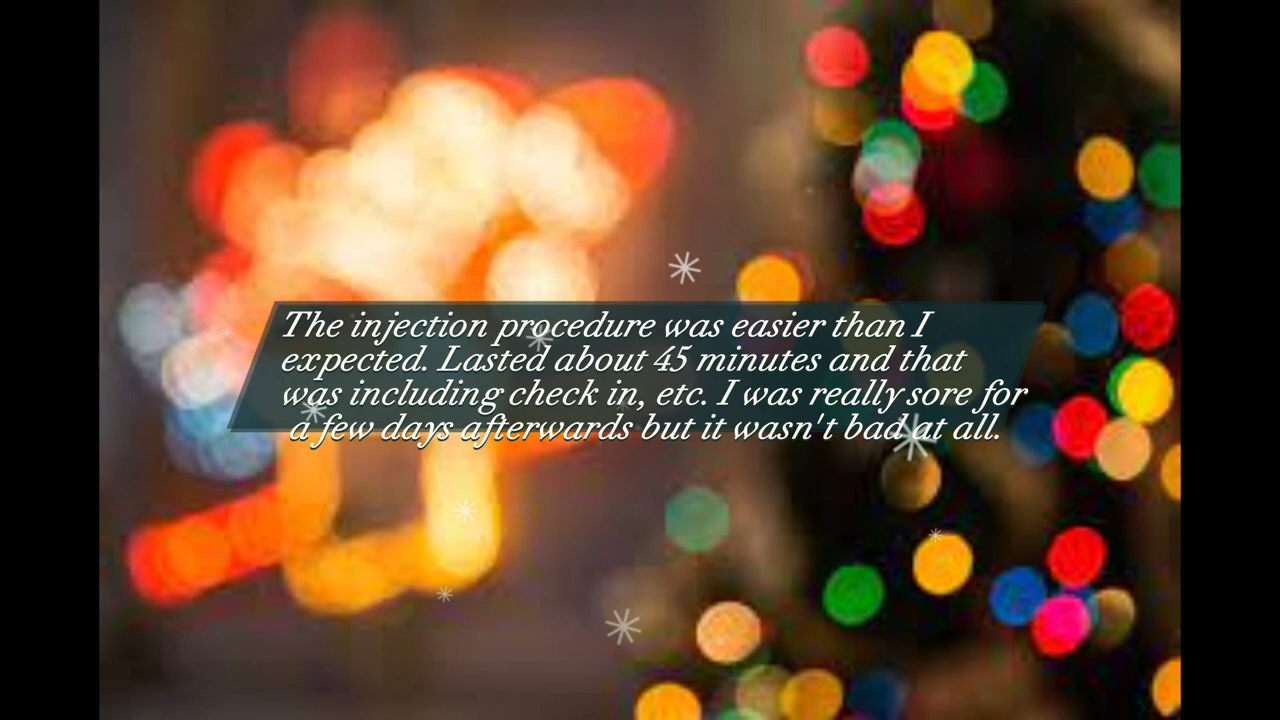 The injection procedure was easier than I
expected. Lasted about 45 minutes and that
was including check in, etc. I was really sore for
a few days afterwards but it wasn't bad at all.